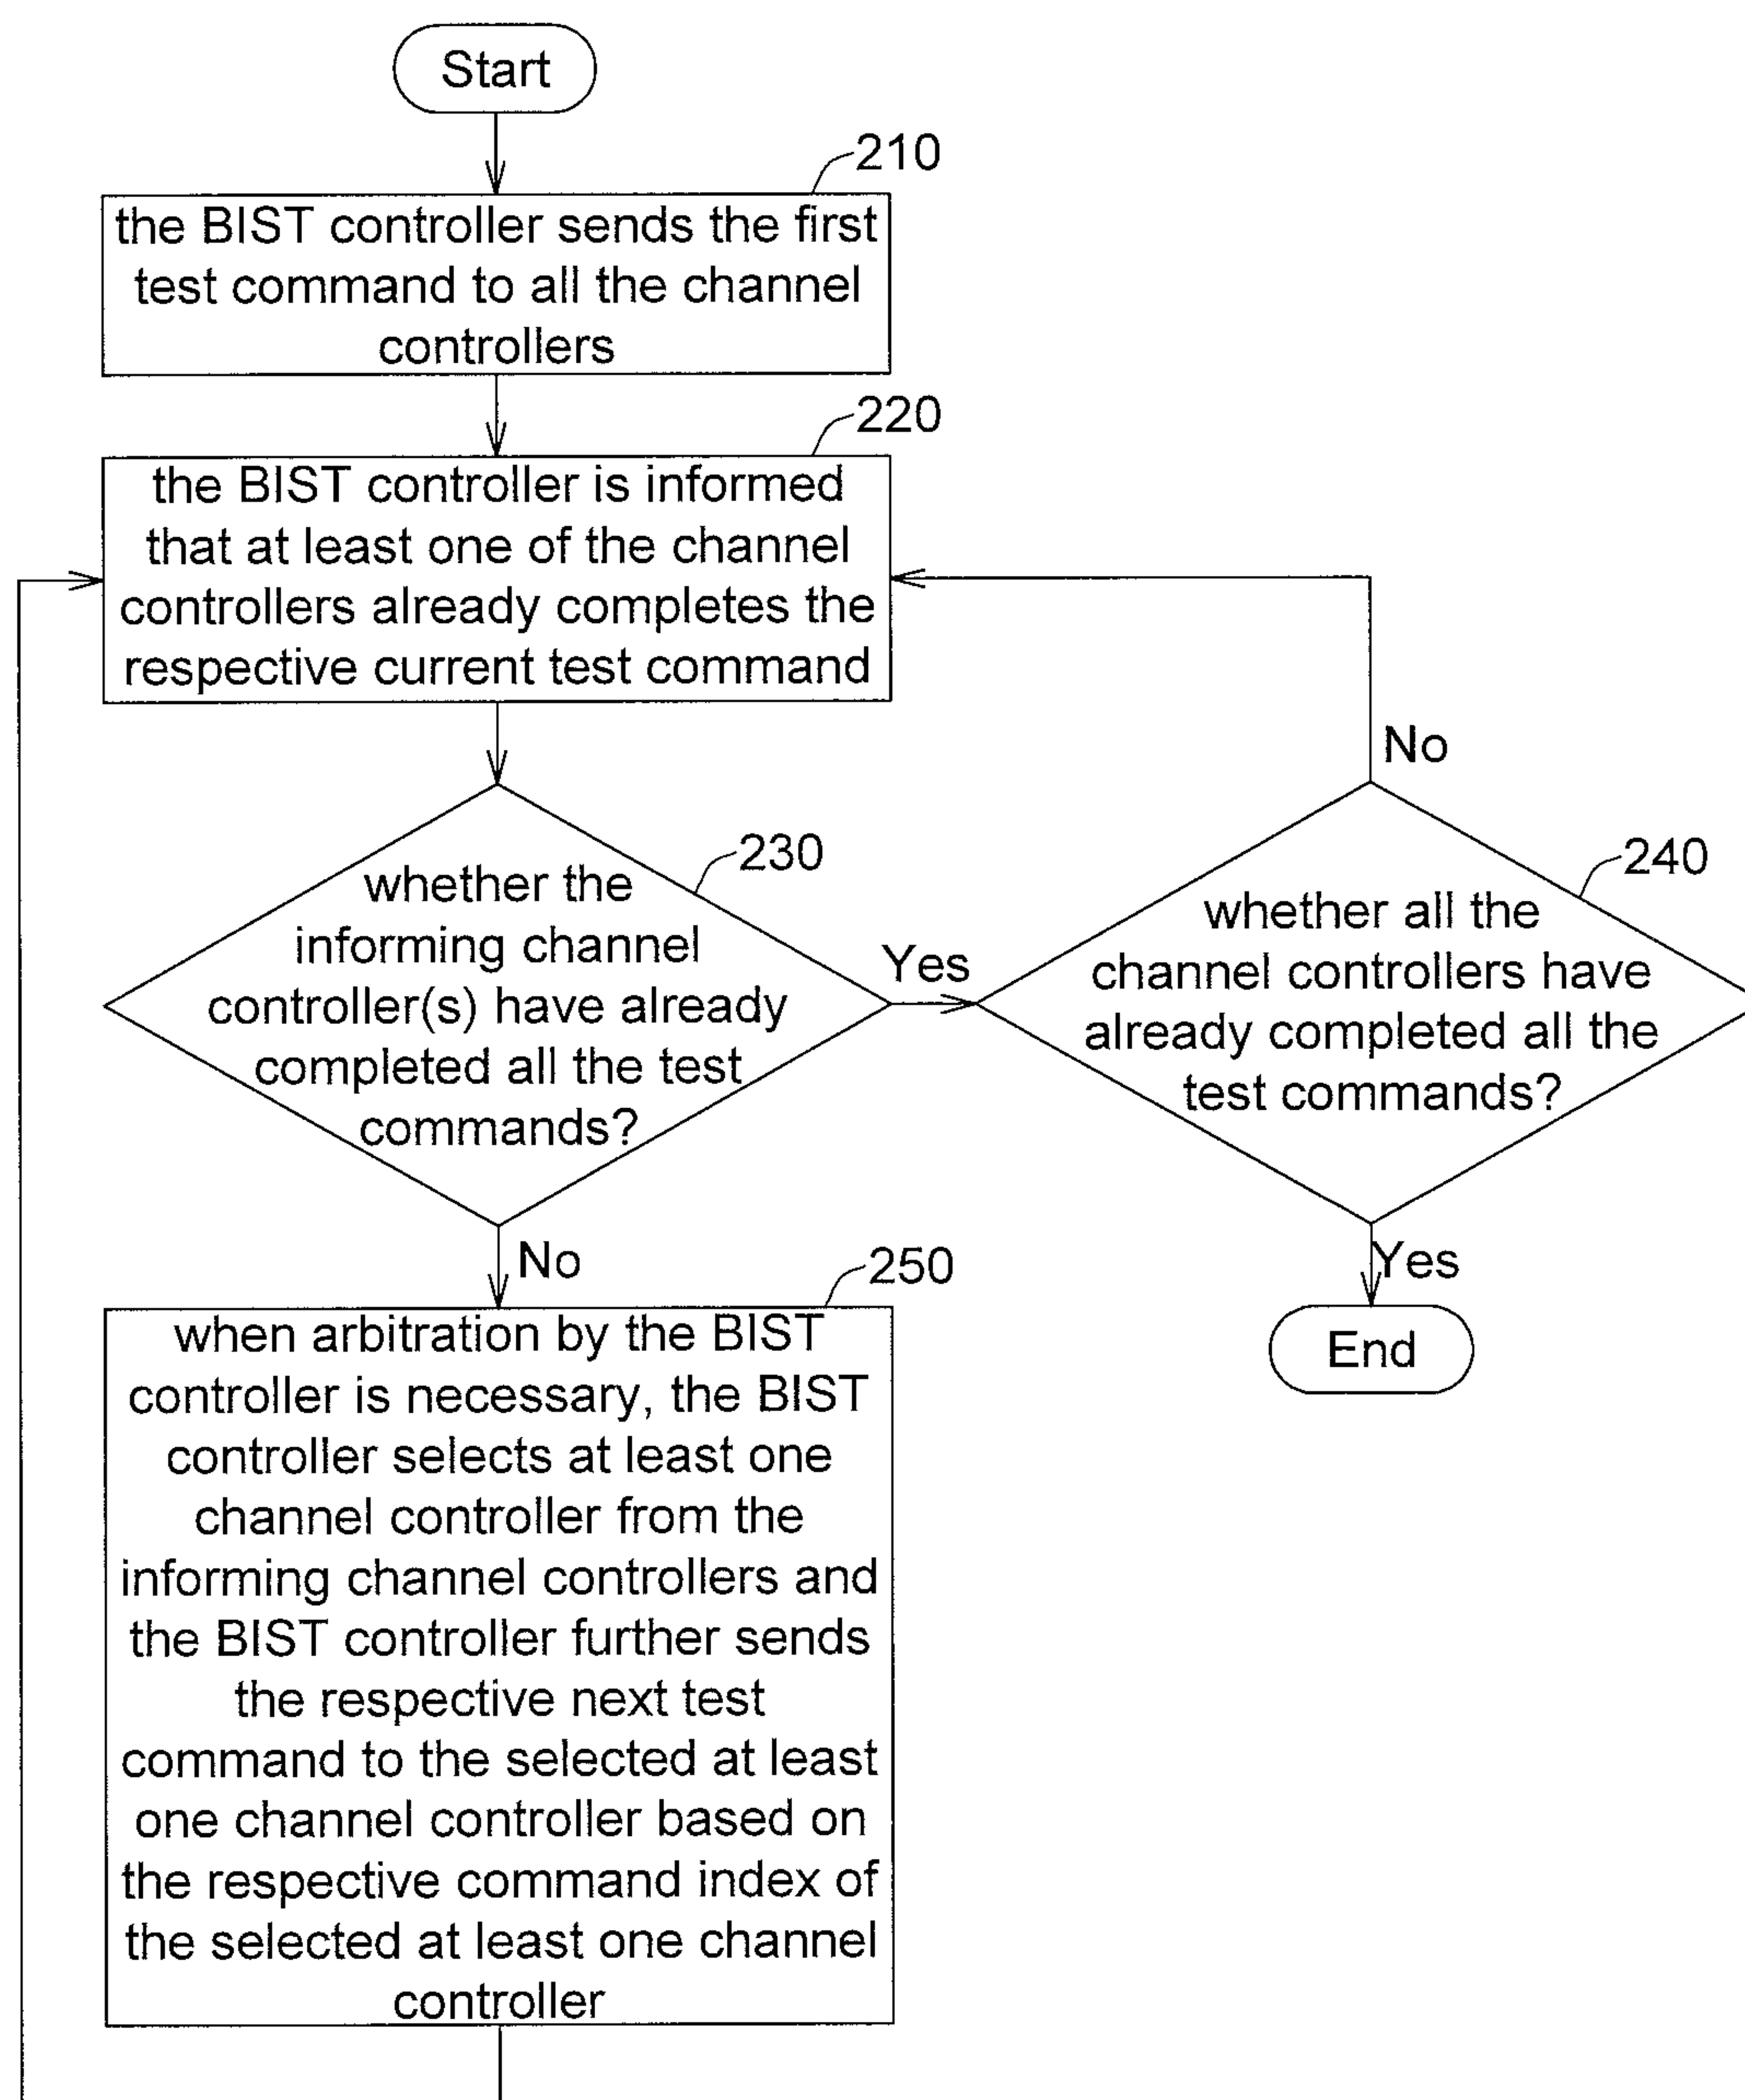 Start
210
the BIST controller sends the first
test command to all the channel
controllers
220
the BIST controller is informed
that at least one of the channel
controllers already completes the
respective current test command
No
230
whether the
informing channel
controller(s) have already
completed all the test
commands?
Yes
240
whether all the
channel controllers have
already completed all the
test commands?
No
Yes
250
when arbitration by the BIST
controller is necessary, the BIST
controller selects at least one
channel controller from the
informing channel controllers and
the BIST controller further sends
the respective next test
command to the selected at least
one channel controller based on
the respective command index of
the selected at least one channel
controller
End